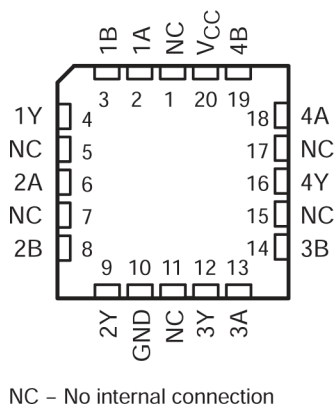 1B 1A NC VCC 4B
3 2 1 20 19
1Y 4 18 4A
NC 5 17 NC
2A 6 16 4Y
NC 7 15 NC
2B 8 14 3B
9 10 11 12 13
2Y GND NC 3Y 3A
NC – No internal connection